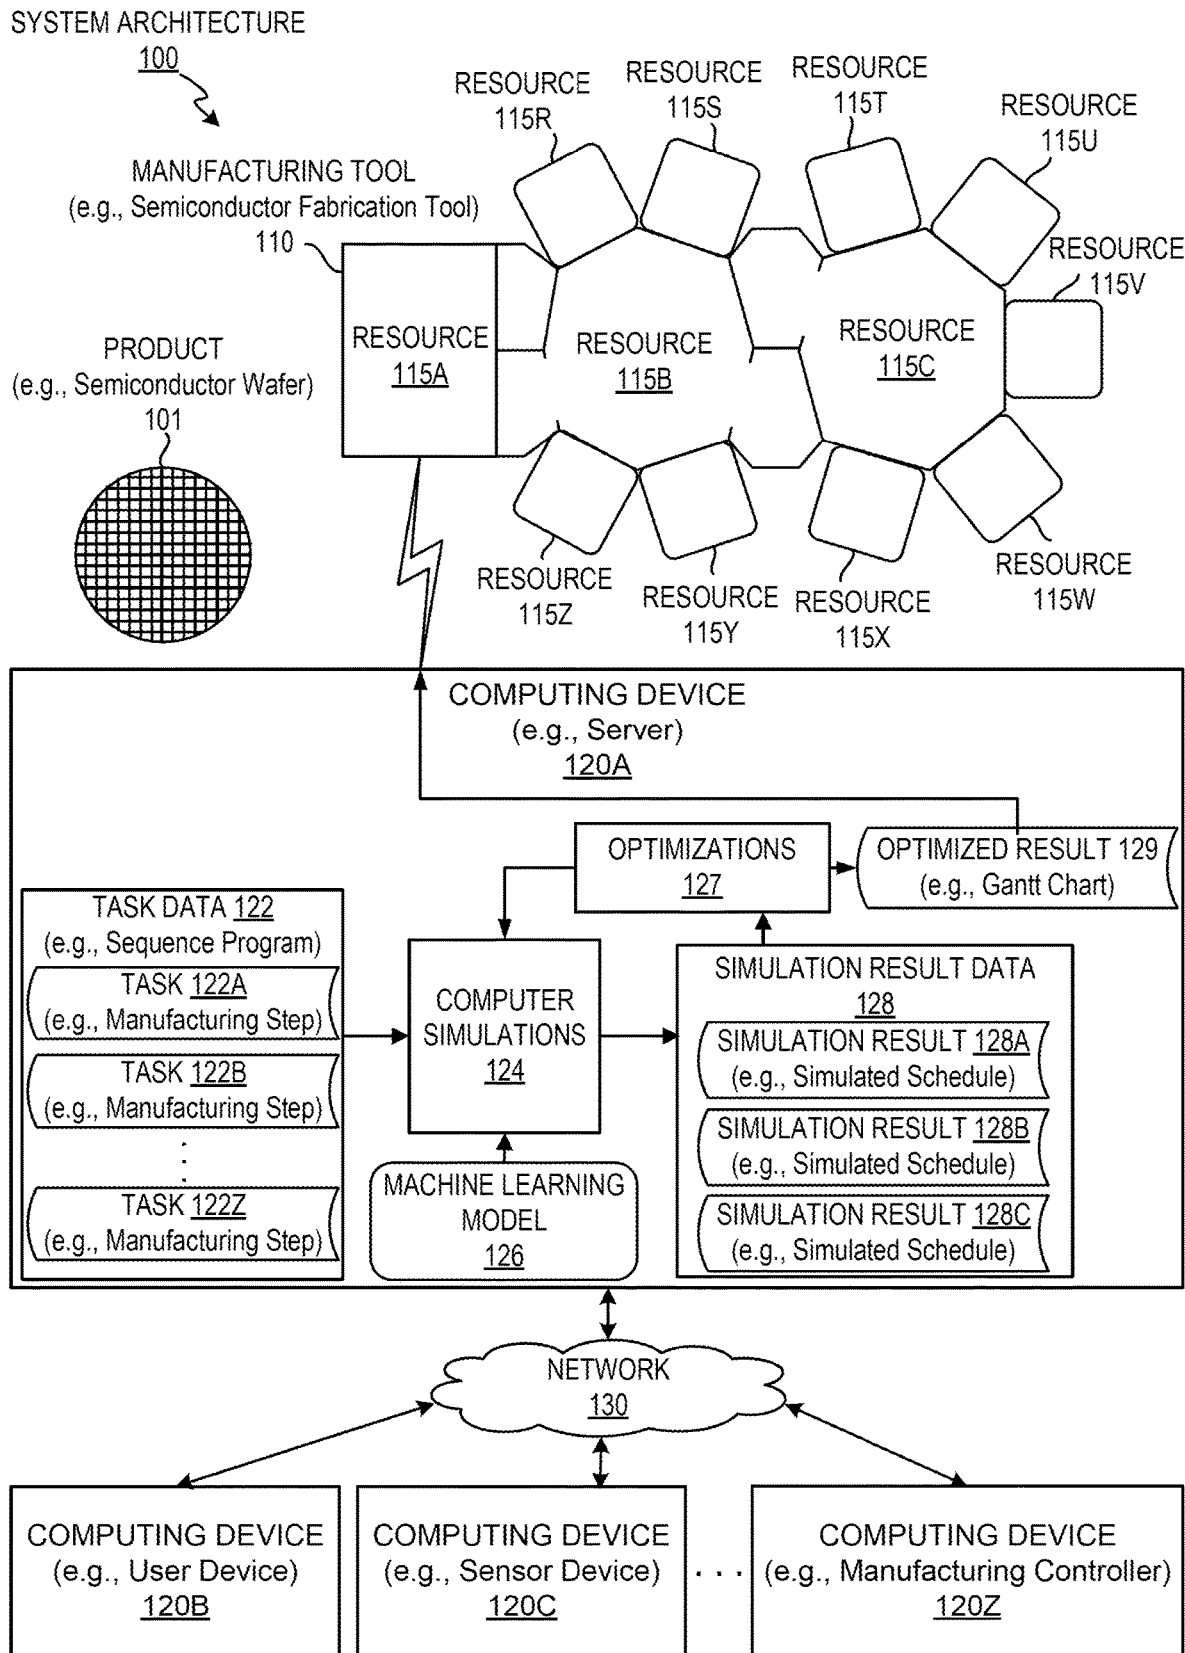 SYSTEM ARCHITECTURE
100
RESOURCE
115R
RESOURCE
115S
RESOURCE
115T
RESOURCE
115U
RESOURCE
115V
MANUFACTURING TOOL
(e.g., Semiconductor Fabrication Tool)
110
RESOURCE
115A
RESOURCE
115B
RESOURCE
115C
PRODUCT
(e.g., Semiconductor Wafer)
101
RESOURCE
115Z
RESOURCE
115Y
RESOURCE
115X
RESOURCE
115W
COMPUTING DEVICE
(e.g., Server)
120A
OPTIMIZATIONS
127
OPTIMIZED RESULT 129
(e.g., Gantt Chart)
TASK DATA 122
(e.g., Sequence Program)
TASK 122A
(e.g., Manufacturing Step)
TASK 122B
(e.g., Manufacturing Step)
TASK 122Z
(e.g., Manufacturing Step)
COMPUTER
SIMULATIONS
124
MACHINE LEARNING
MODEL
126
SIMULATION RESULT DATA
128
SIMULATION RESULT 128A
(e.g., Simulated Schedule)
SIMULATION RESULT 128B
(e.g., Simulated Schedule)
SIMULATION RESULT 128C
(e.g., Simulated Schedule)
NETWORK
130
COMPUTING DEVICE
(e.g., User Device)
120B
COMPUTING DEVICE
(e.g., Sensor Device)
120C
. . .
COMPUTING DEVICE
(e.g., Manufacturing Controller)
120Z